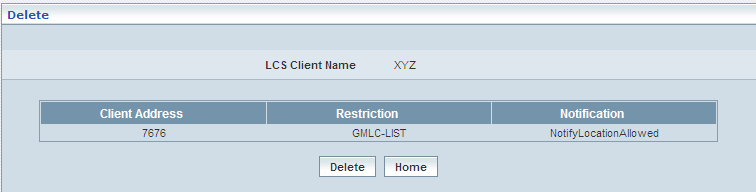 Delete
LCS Client Name XYZ
Client Address Restriction Notification
7676 GMLC-LIST NotifyLocationAllowed
Delete Home